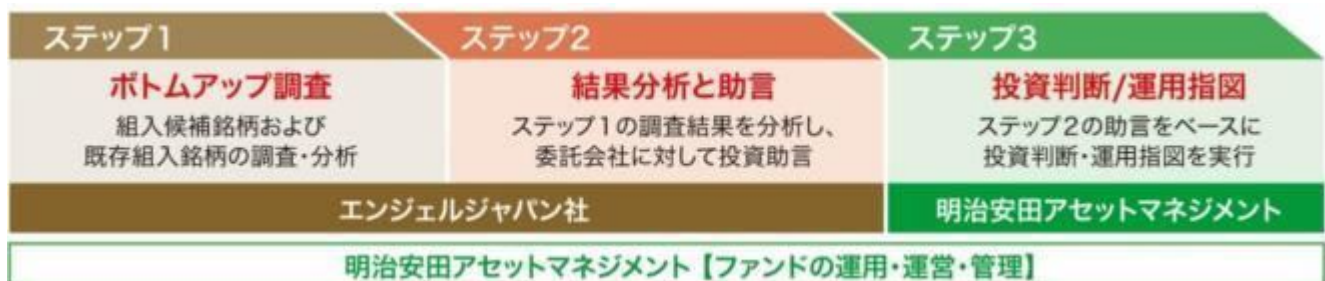 ステップ1
ステップ2
ステップ3
ボトムアップ調査
組入候補銘柄および
既存組入銘柄の調査・分析
結果分析と助言
ステップ1の調査結果を分析し、
委託会社に対して投資助言
投資判断/運用指図
ステップ2の助言をベースに
投資判断・運用指図を実行
エンジェルジャパン社
明治安田アセットマネジメント
明治安田アセットマネジメント【ファンドの運用・運営・管理】